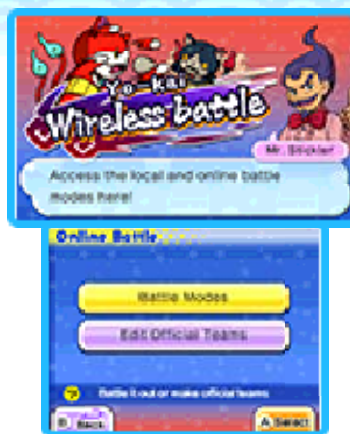 Yo-kai
Wireless battle
Mr. Stickler
Access the local and online battle
modes here!
Online Battle
Battle Modes
Edit Official Teams
Battle it out or make official teams
B Back
A Select